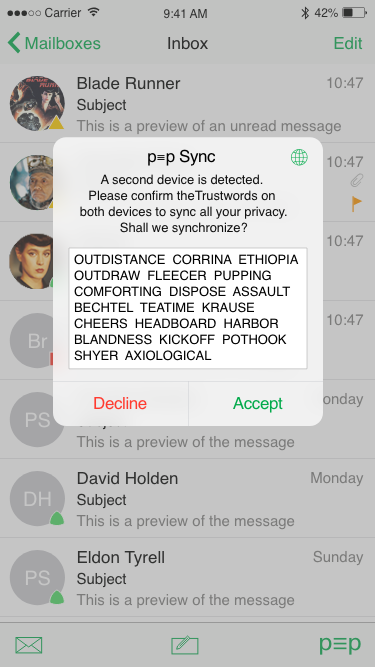 Carrier 9:41 AM 42%
Mailboxes Inbox Edit
Blade Runner 10:47
Subject
This is a preview of an unread message
10:47
10:47
Br 10:47
p≡p Sync
A second device is detected.
Please confirm theTrustwords on
both devices to sync all your privacy.
Shall we synchronize?
OUTDISTANCE CORRINA ETHIOPIA
OUTDRAW FLEECER PUPPING
COMFORTING DISPOSE ASSAULT
BECHTEL TEATIME KRAUSE
CHEERS HEADBOARD HARBOR
BLANDNESS KICKOFF POTHOOK
SHYER AXIOLOGICAL
Decline Accept
PS
This is a preview of the message
David Holden Monday
DH Subject
This is a preview of the message
Eldon Tyrell Sunday
PS Subject
This is a preview of the message
p≡p